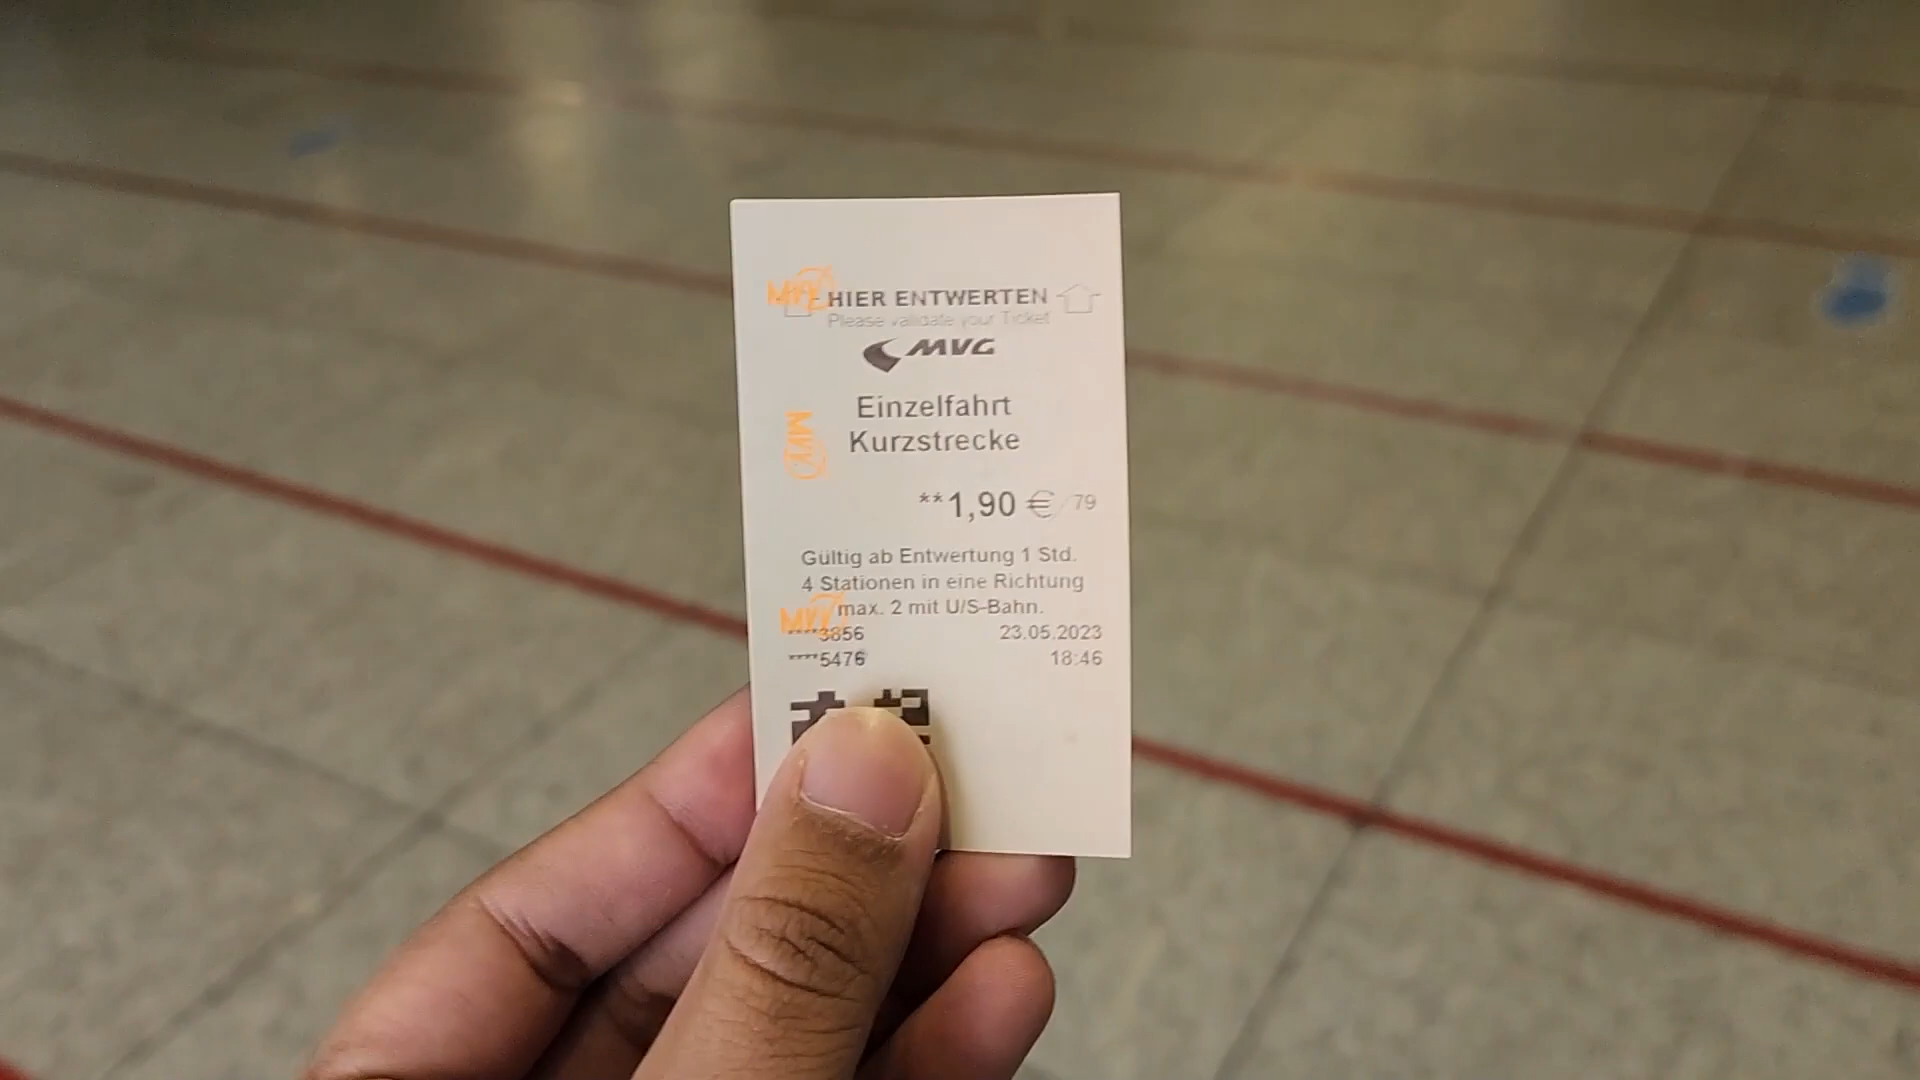 HIER ENTWERTEN
Please validate your Ticket
MVG
Einzelfahrt
Kurzstrecke
**1,90 € 79
Gültig ab Entwertung 1 Std.
4 Stationen in eine Richtung
max. 2 mit U/S-Bahn.
****3856 23.05.2023
****5476 18:46